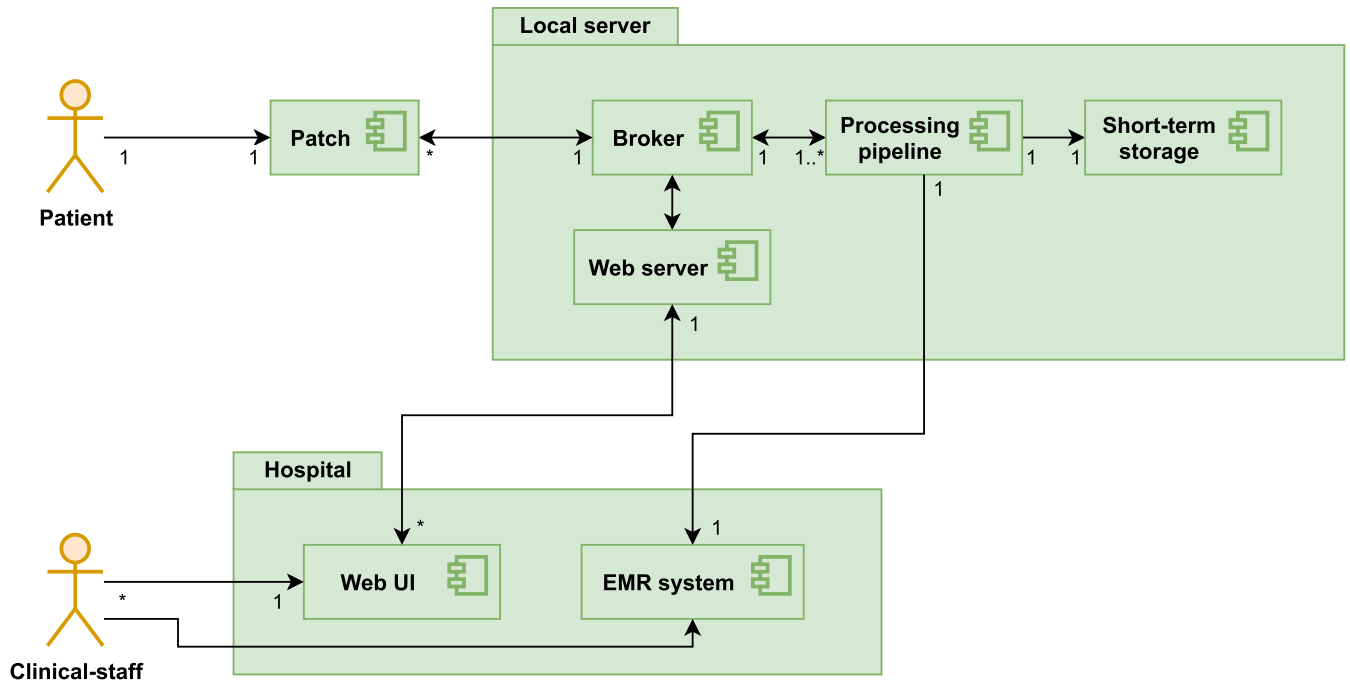 Local server
Patch
Broker
Processing
pipeline
Short-term
storage
1
1
*
1
1
1..*
1
1
Patient
1
Web server
1
Hospital
*
1
Web UI
EMR system
*
1
Clinical-staff